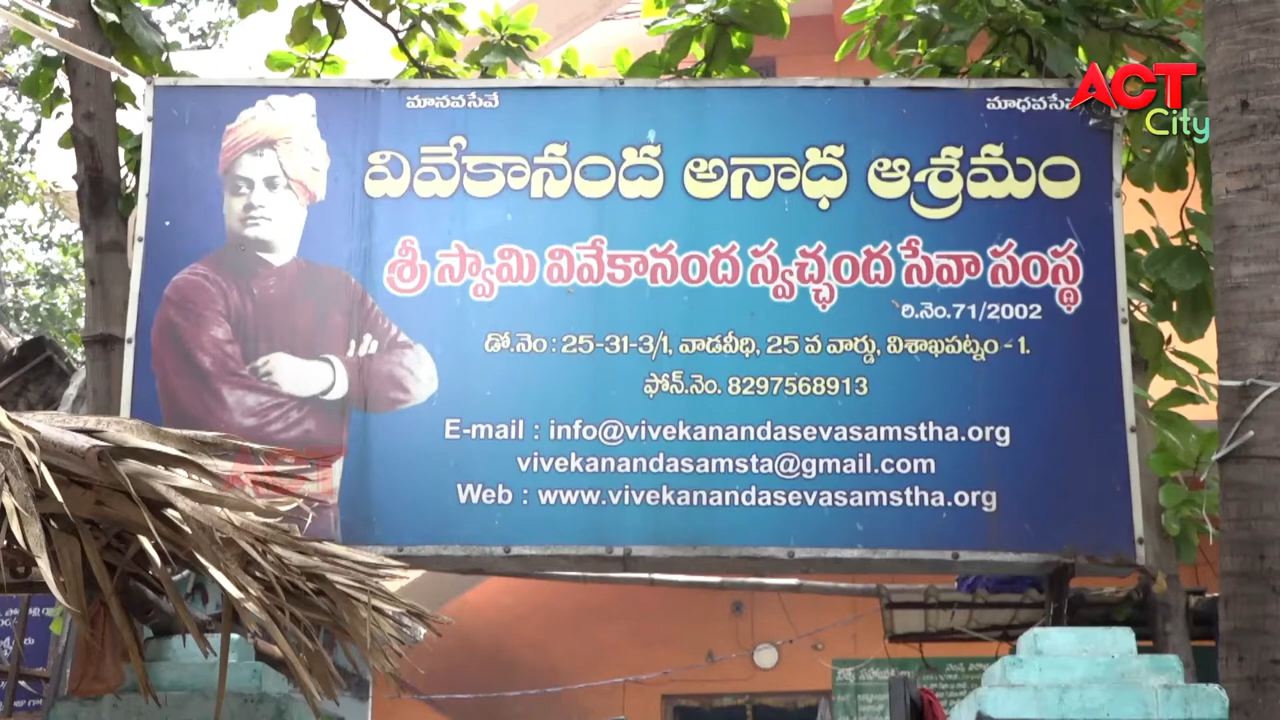 మానవసేవే
మాధవసేవ
ACT
City
వివేకానంద అనాధ ఆశ్రమం
శ్రీ స్వామి వివేకానంద స్వచ్ఛంద సేవా సంస్థ
రి.నెం.71/2002
డో.నెం : 25-31-3/1, వాడవీధి, 25 వ వార్డు, విశాఖపట్నం - 1.
ఫోన్.నెం. 8297568913
E-mail : info@vivekanandasevasamstha.org
vivekanandasamsta@gmail.com
Web : www.vivekanandasevasamstha.org
ACT